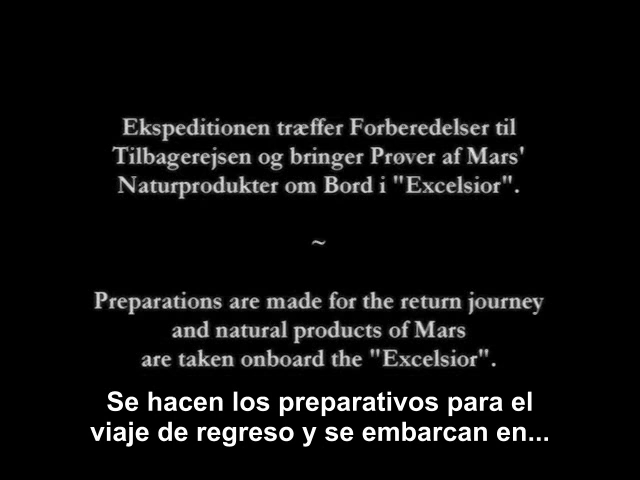 Ekspeditionen træffer Forberedelser til
Tilbagerejsen og bringer Prøver af Mars'
Naturprodukter om Bord i "Excelsior".
~
Preparations are made for the return journey
and natural products of Mars
are taken onboard the "Excelsior".
Se hacen los preparativos para el
viaje de regreso y se embarcan en...